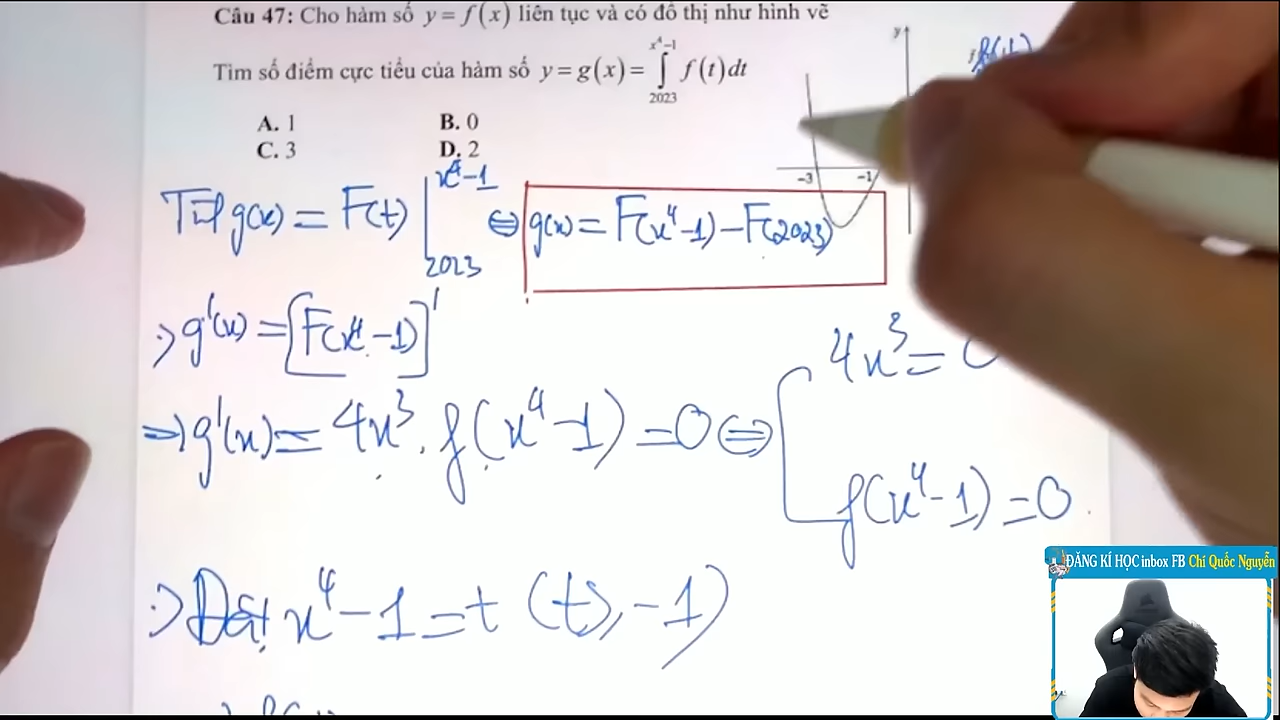 Câu 47: Cho hàm số y = f(x) liên tục và có đồ thị như hình vẽ
Tìm số điểm cực tiểu của hàm số y = g(x) = ∫₂₀₂₃^(x⁴−1) f(t)dt
y
A. 1 B. 0
C. 3 D. 2
-3 -1
g(x) = F(t) |₂₀₂₃^(x⁴−1) ⇔ g(x) = F(x⁴-1) - F(2023)
⇒ g'(x) = [F(x⁴-1)]'
4x³ =
⇒ g'(x) = 4x³ . f(x⁴-1) = 0 ⇔
f(x⁴-1) = 0
⇒ Đặt x⁴-1 = t (t ≥ -1)
ĐĂNG KÍ HỌC inbox FB Chí Quốc Nguyễn